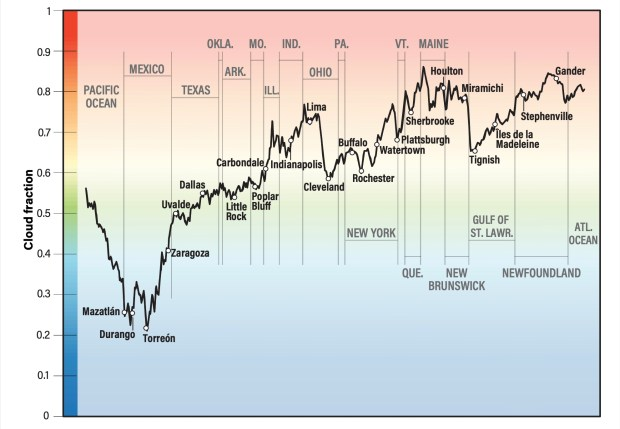 1
0.9
0.8
0.7
0.6
0.5
0.4
0.3
0.2
0.1
0
Cloud fraction
OKLA.
MO.
IND.
PA.
VT.
MAINE
MEXICO
ARK.
OHIO
PACIFIC
OCEAN
TEXAS
ILL.
Houlton
Gander
Miramichi
Lima
Sherbrooke
Stephenville
Plattsburgh
Îles de la
Madeleine
Buffalo
Watertown
Carbondale
Indianapolis
Tignish
Rochester
Cleveland
Dallas
Poplar
Bluff
Little
Rock
Uvalde
Zaragoza
NEW YORK
GULF OF
ST. LAWR.
ATL.
OCEAN
QUE.
NEW
BRUNSWICK
NEWFOUNDLAND
Mazatlán
Durango
Torreón